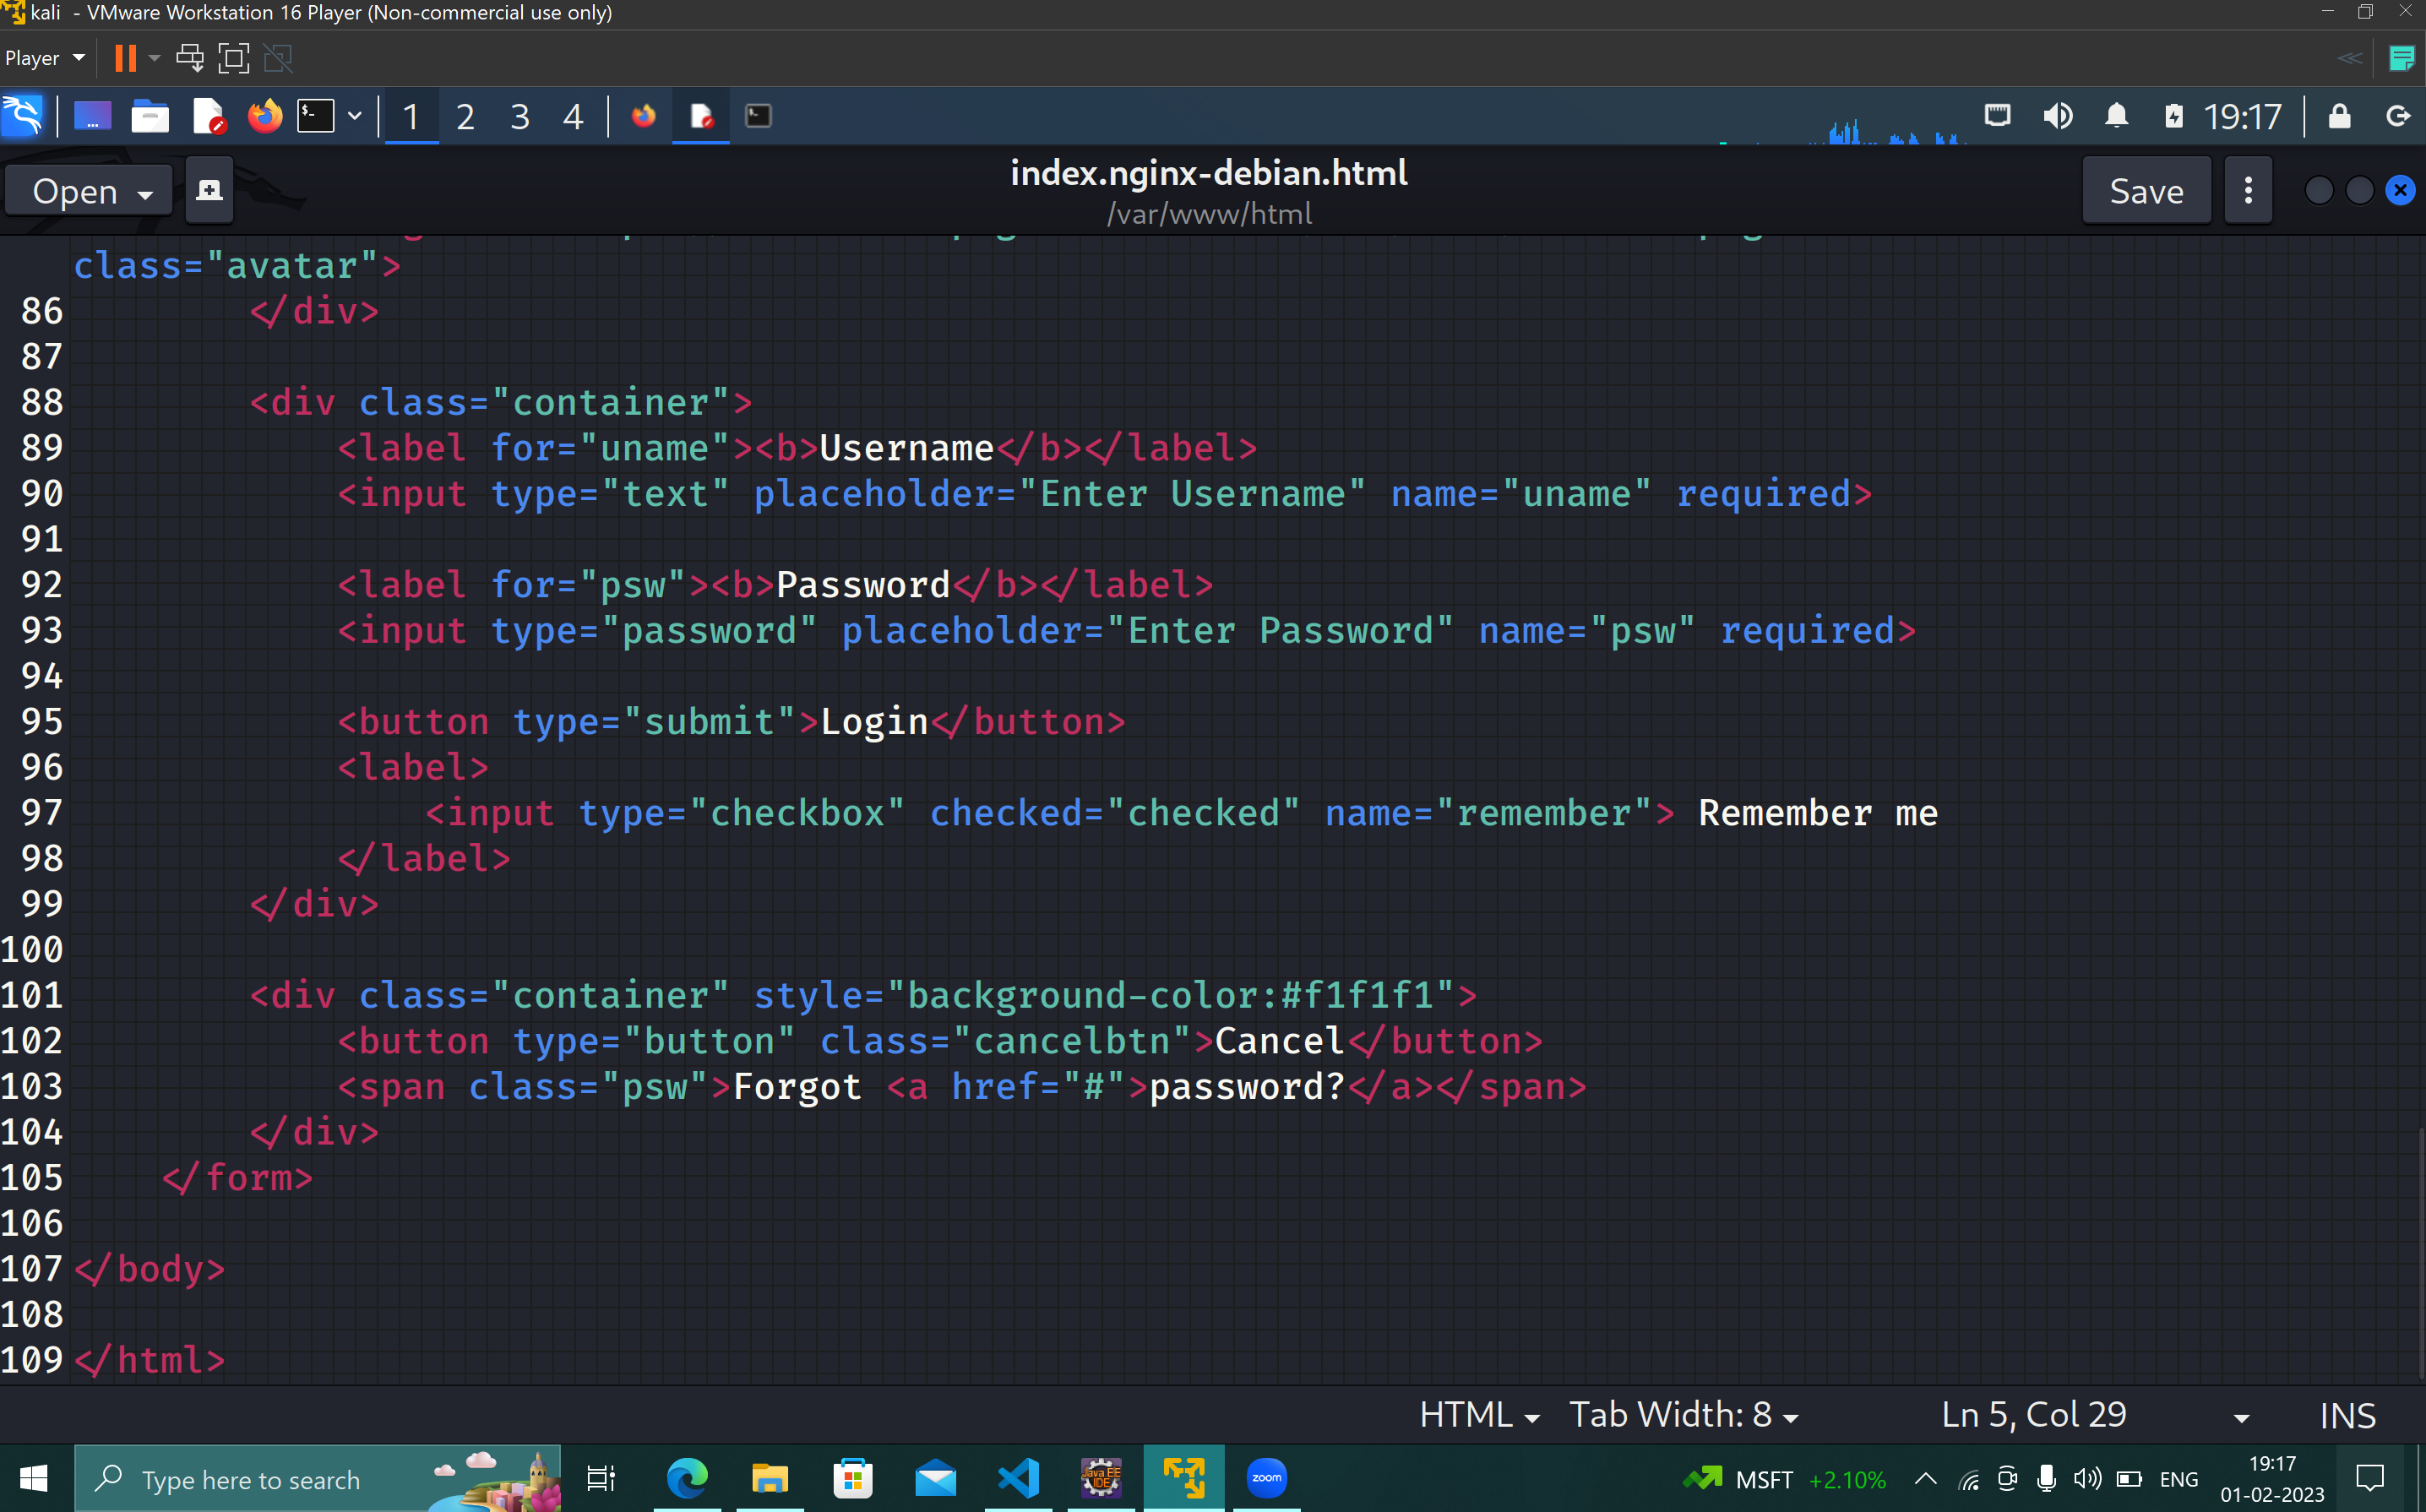 kali - VMware Workstation 16 Player (Non-commercial use only)
Player
1 2 3 4
19:17
Open
index.nginx-debian.html
/var/www/html
Save
class="avatar">
86 </div>
87
88 <div class="container">
89 <label for="uname"><b>Username</b></label>
90 <input type="text" placeholder="Enter Username" name="uname" required>
91
92 <label for="psw"><b>Password</b></label>
93 <input type="password" placeholder="Enter Password" name="psw" required>
94
95 <button type="submit">Login</button>
96 <label>
97 <input type="checkbox" checked="checked" name="remember"> Remember me
98 </label>
99 </div>
100
101 <div class="container" style="background-color:#f1f1f1">
102 <button type="button" class="cancelbtn">Cancel</button>
103 <span class="psw">Forgot <a href="#">password?</a></span>
104 </div>
105 </form>
106
107 </body>
108
109 </html>
HTML Tab Width: 8 Ln 5, Col 29 INS
Type here to search
Java EE
IDE
zoom
MSFT +2.10%
ENG
19:17
01-02-2023